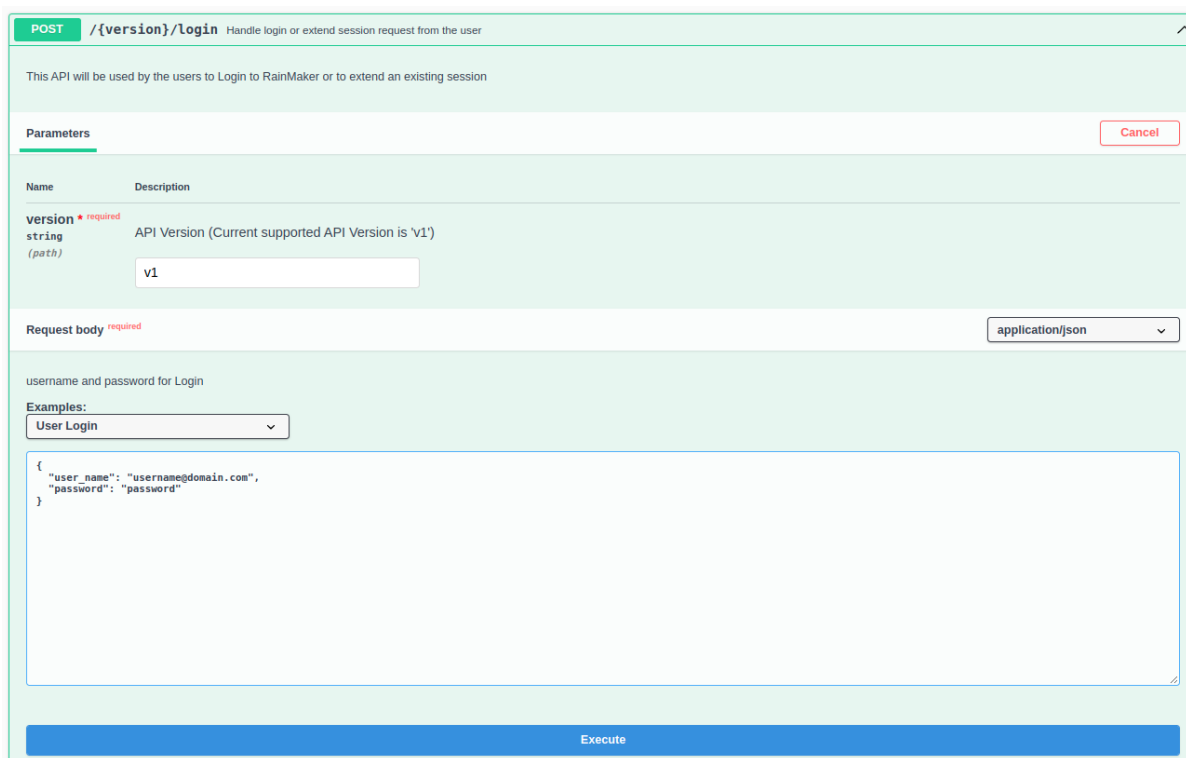 POST /{version}/login Handle login or extend session request from the user
This API will be used by the users to Login to RainMaker or to extend an existing session
Parameters Cancel
Name Description
version * required
string
(path)
API Version (Current supported API Version is 'v1')
v1
Request body required application/json
username and password for Login
Examples:
User Login
{
  "user_name": "username@domain.com",
  "password": "password"
}
Execute